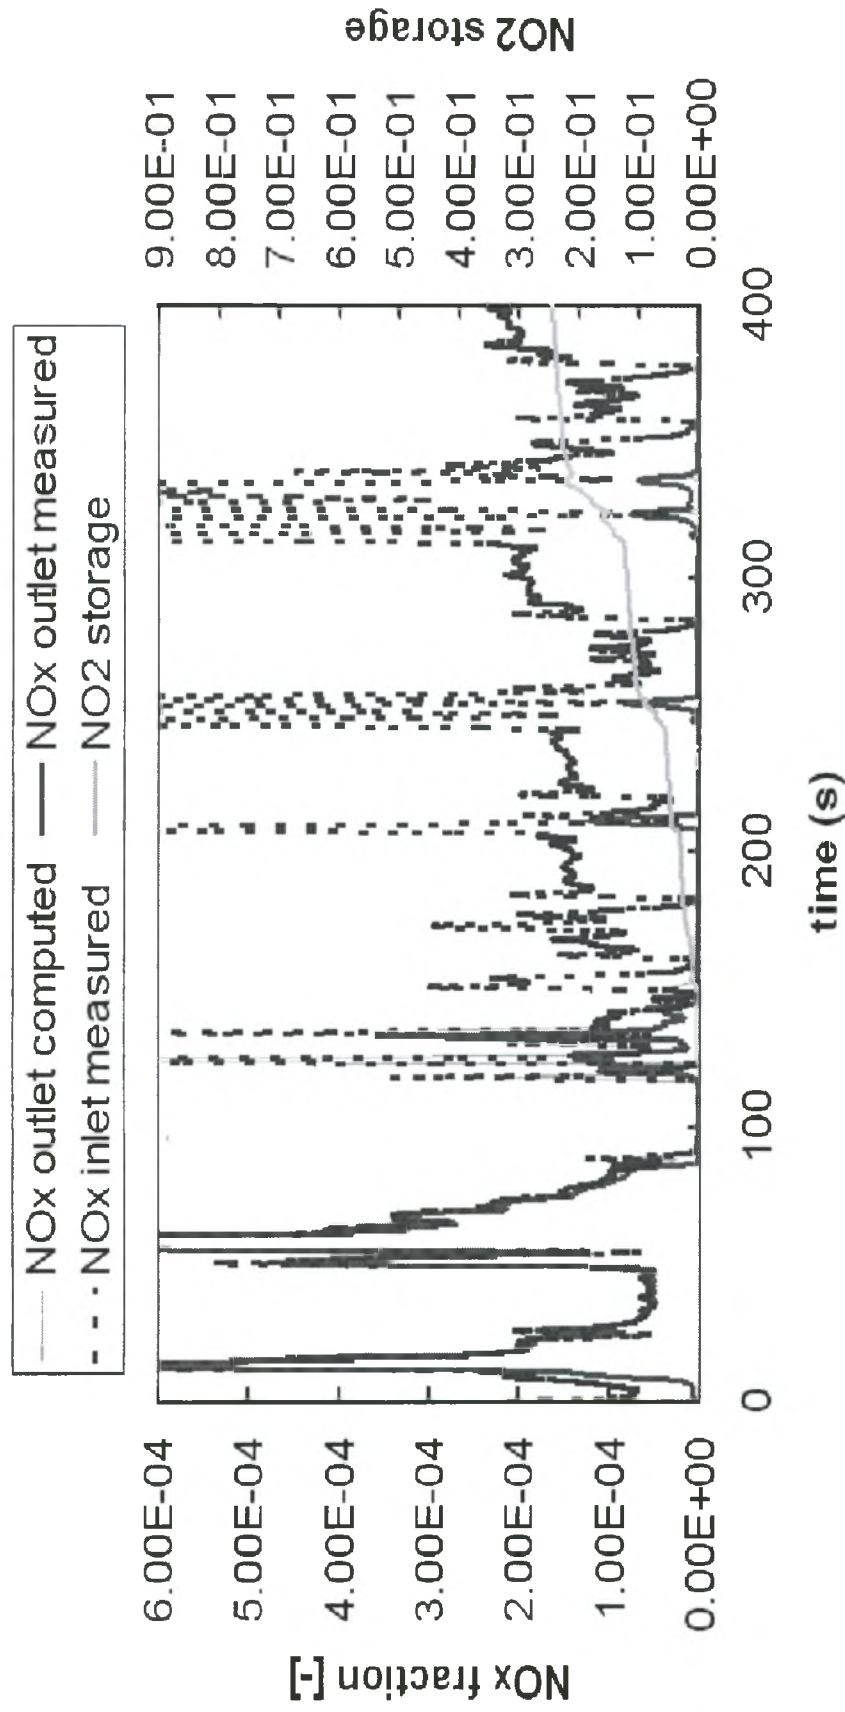 NOx outlet computed NOx outlet measured
NOx inlet measured NO2 storage
NOx fraction [-]
6.00E-04
5.00E-04
4.00E-04
3.00E-04
2.00E-04
1.00E-04
0.00E+00
0 100 200 300 400
time (s)
9.00E-01
8.00E-01
7.00E-01
6.00E-01
5.00E-01
4.00E-01
3.00E-01
2.00E-01
1.00E-01
0.00E+00
NO2 storage